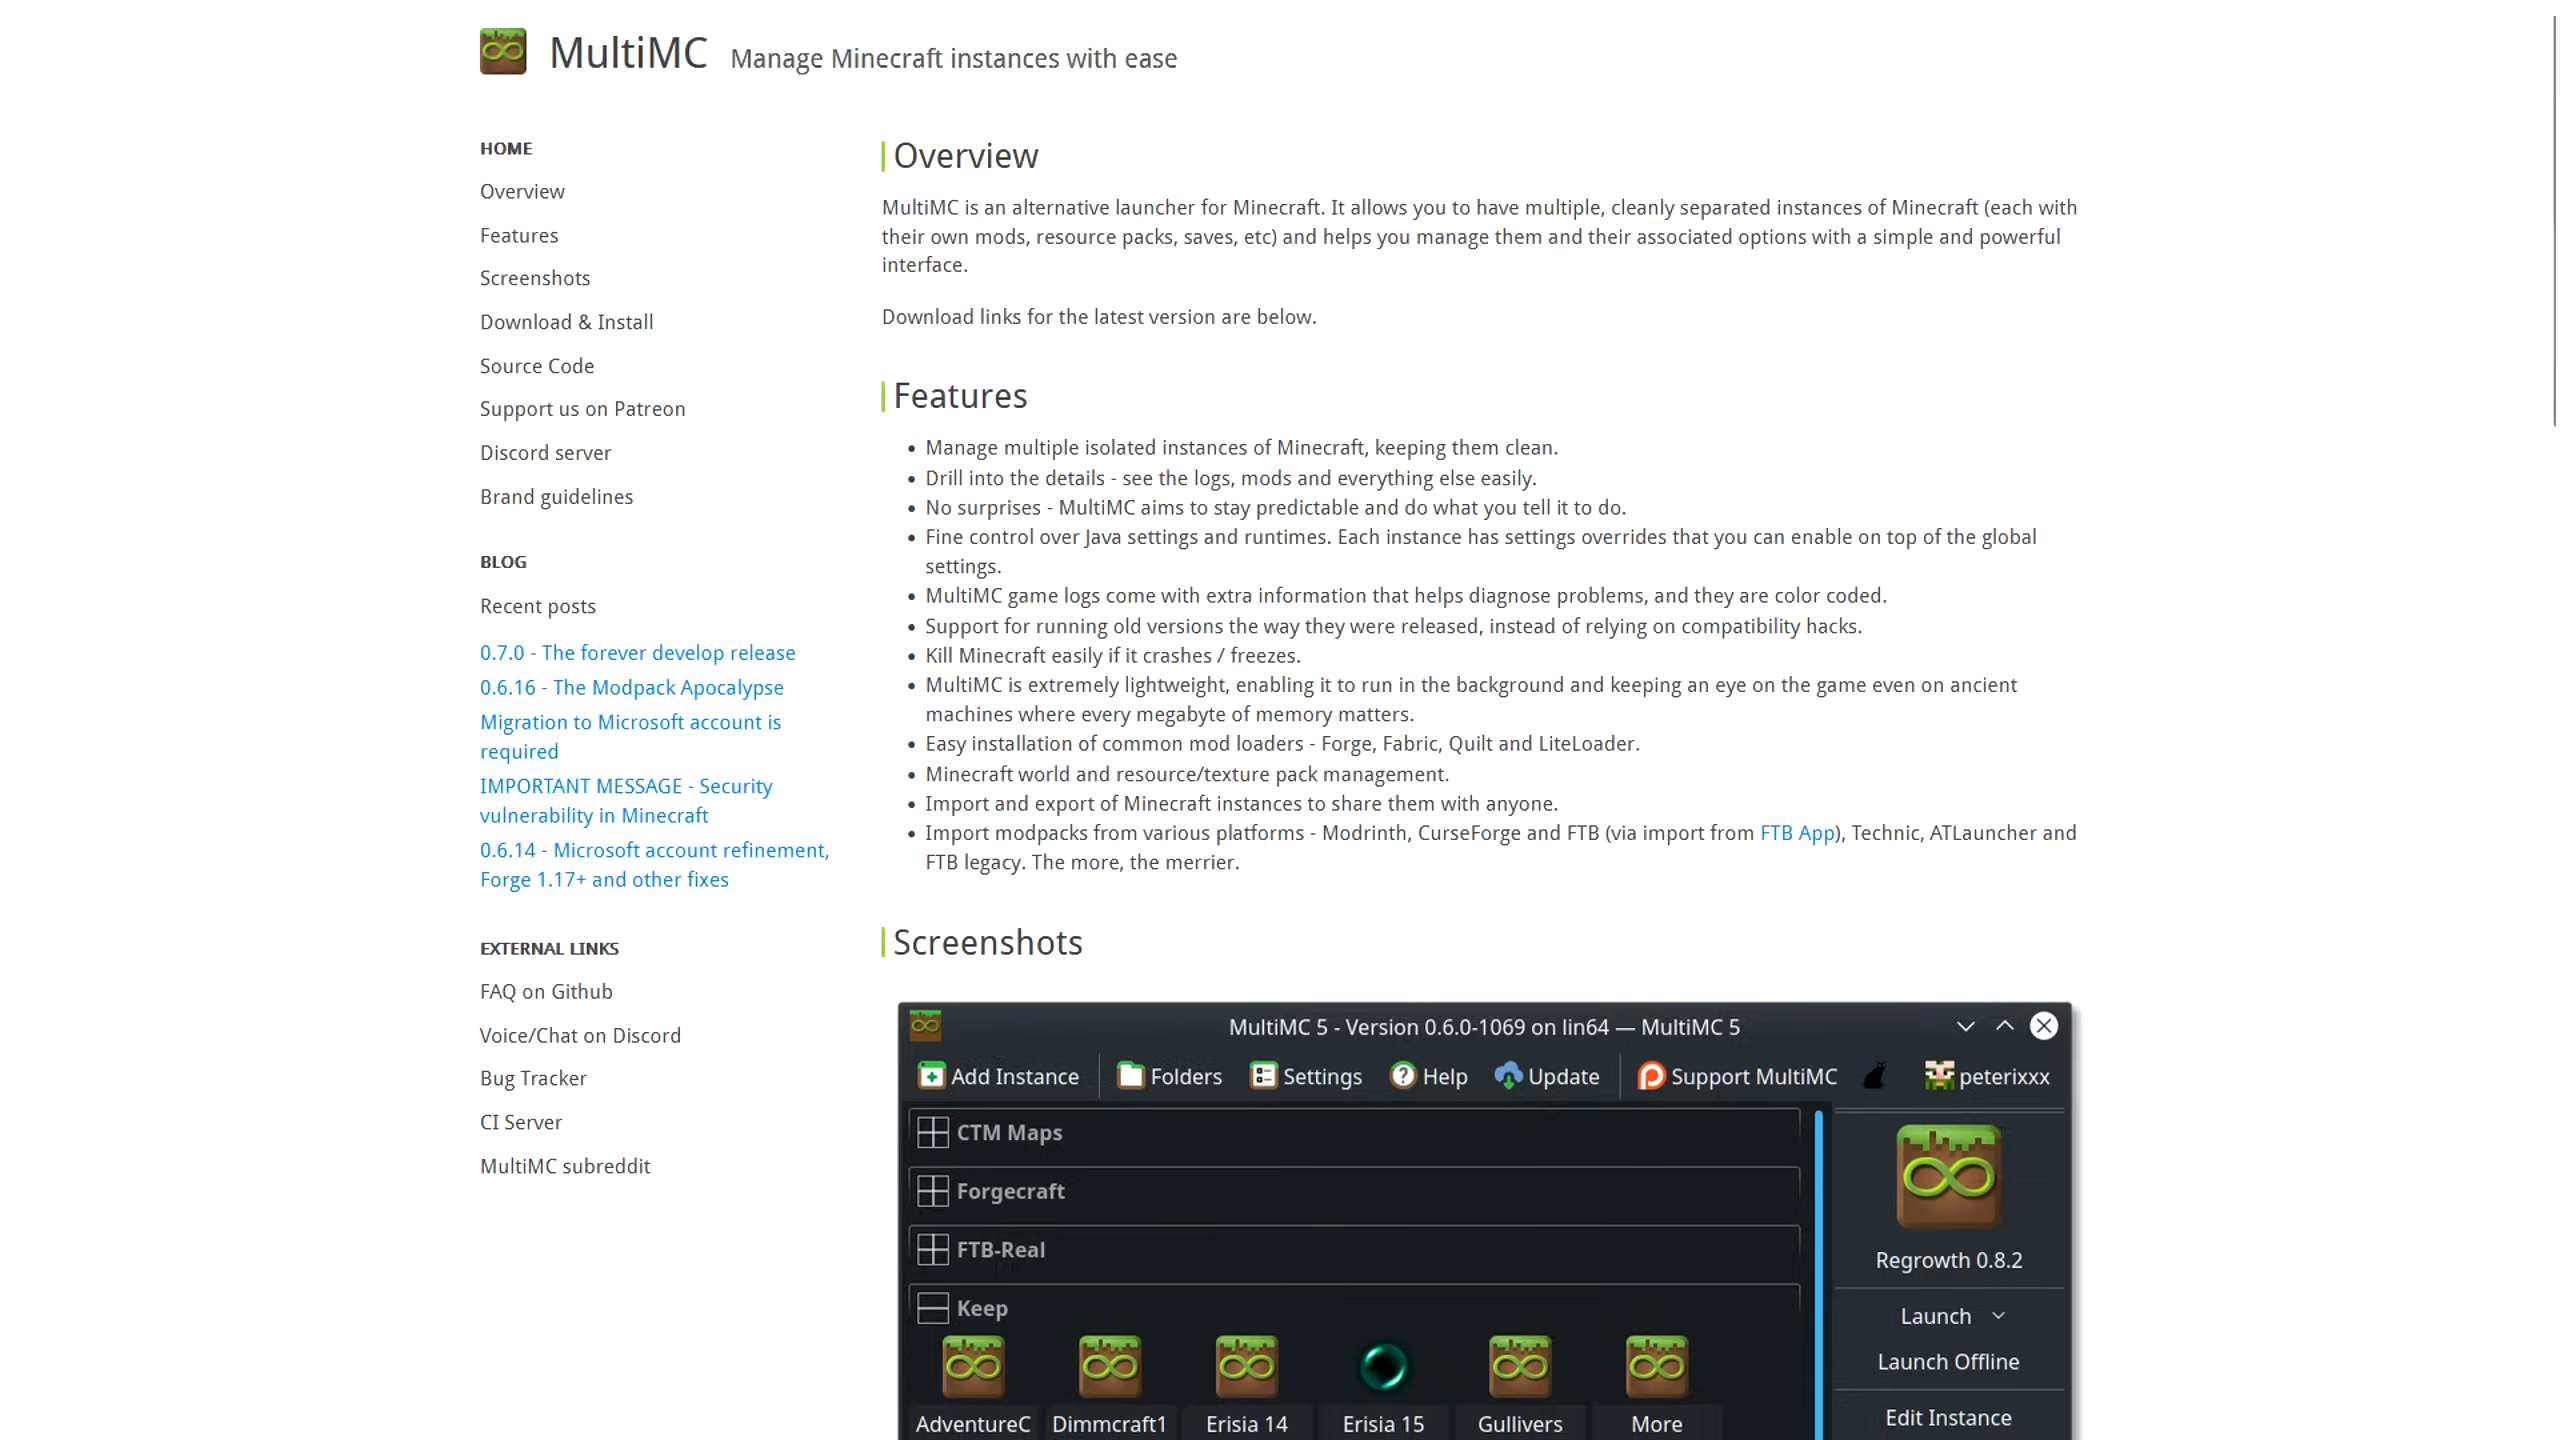 MultiMC Manage Minecraft instances with ease
HOME
Overview
Features
Screenshots
Download & Install
Source Code
Support us on Patreon
Discord server
Brand guidelines
BLOG
Recent posts
0.7.0 - The forever develop release
0.6.16 - The Modpack Apocalypse
Migration to Microsoft account is
required
IMPORTANT MESSAGE - Security
vulnerability in Minecraft
0.6.14 - Microsoft account refinement,
Forge 1.17+ and other fixes
EXTERNAL LINKS
FAQ on Github
Voice/Chat on Discord
Bug Tracker
CI Server
MultiMC subreddit
Overview
MultiMC is an alternative launcher for Minecraft. It allows you to have multiple, cleanly separated instances of Minecraft (each with
their own mods, resource packs, saves, etc) and helps you manage them and their associated options with a simple and powerful
interface.
Download links for the latest version are below.
Features
• Manage multiple isolated instances of Minecraft, keeping them clean.
• Drill into the details - see the logs, mods and everything else easily.
• No surprises - MultiMC aims to stay predictable and do what you tell it to do.
• Fine control over Java settings and runtimes. Each instance has settings overrides that you can enable on top of the global
settings.
• MultiMC game logs come with extra information that helps diagnose problems, and they are color coded.
• Support for running old versions the way they were released, instead of relying on compatibility hacks.
• Kill Minecraft easily if it crashes / freezes.
• MultiMC is extremely lightweight, enabling it to run in the background and keeping an eye on the game even on ancient
machines where every megabyte of memory matters.
• Easy installation of common mod loaders - Forge, Fabric, Quilt and LiteLoader.
• Minecraft world and resource/texture pack management.
• Import and export of Minecraft instances to share them with anyone.
• Import modpacks from various platforms - Modrinth, CurseForge and FTB (via import from FTB App), Technic, ATLauncher and
FTB legacy. The more, the merrier.
Screenshots
MultiMC 5 - Version 0.6.0-1069 on lin64 — MultiMC 5
Add Instance Folders Settings Help Update Support MultiMC peterixxx
CTM Maps
Forgecraft
FTB-Real
Keep
AdventureC Dimmcraft1 Erisia 14 Erisia 15 Gullivers More
Regrowth 0.8.2
Launch
Launch Offline
Edit Instance